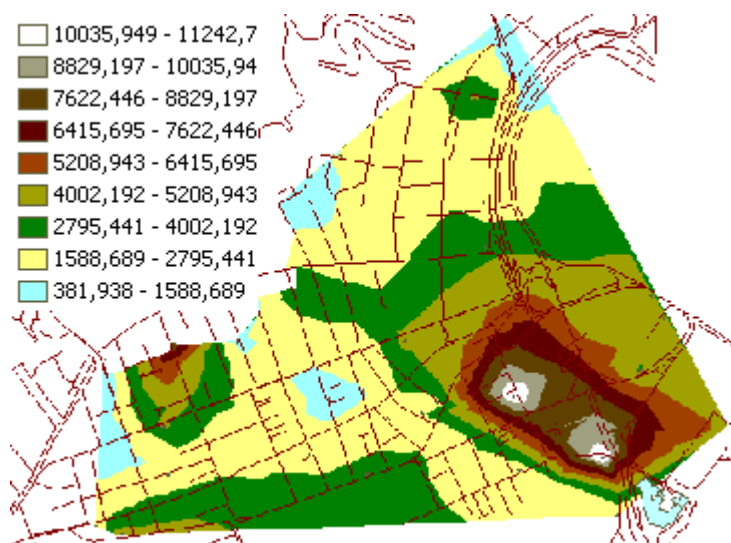 10035,949 - 11242,7
8829,197 - 10035,94
7622,446 - 8829,197
6415,695 - 7622,446
5208,943 - 6415,695
4002,192 - 5208,943
2795,441 - 4002,192
1588,689 - 2795,441
381,938 - 1588,689